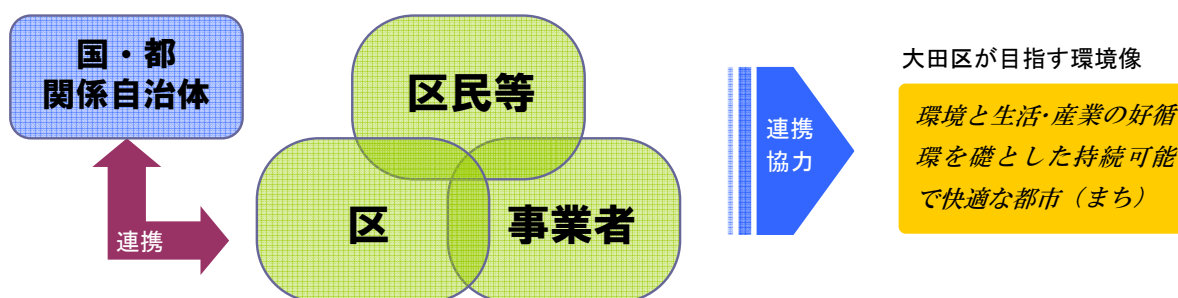 国・都
関係自治体
連携
区民等
区
事業者
連携
協力
大田区が目指す環境像
環境と生活・産業の好循
環を礎とした持続可能
で快適な都市（まち）